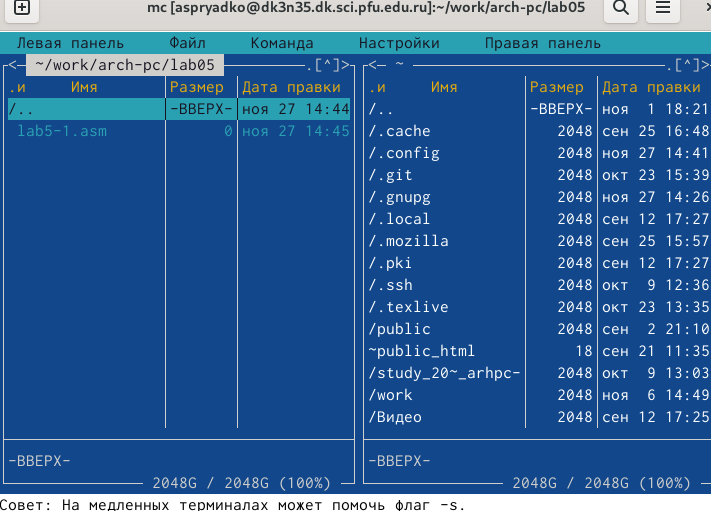 mc [aspryadko@dk3n35.dk.sci.pfu.edu.ru]:~/work/arch-pc/lab05
Левая панель Файл Команда Настройки Правая панель
<─ ~/work/arch-pc/lab05 .[^]>
.и Имя Размер Дата правки
/.. -ВВЕРХ- ноя 27 14:44
lab5-1.asm 0 ноя 27 14:45
-ВВЕРХ-
2048G / 2048G (100%)
<─ ~ .[^]>
.и Имя Размер Дата правки
/.. -ВВЕРХ- ноя 1 18:21
/.cache 2048 сен 25 16:48
/.config 2048 ноя 27 14:41
/.git 2048 окт 23 15:39
/.gnupg 2048 ноя 27 14:26
/.local 2048 сен 12 17:27
/.mozilla 2048 сен 25 15:57
/.pki 2048 сен 12 17:27
/.ssh 2048 окт 9 12:36
/.texlive 2048 окт 23 13:35
/public 2048 сен 2 21:10
~public_html 18 сен 21 11:35
/study_20~_arhpc- 2048 окт 9 13:03
/work 2048 ноя 6 14:49
/Видео 2048 сен 12 17:25
-ВВЕРХ-
2048G / 2048G (100%)
Совет: На медленных терминалах может помочь флаг -s.